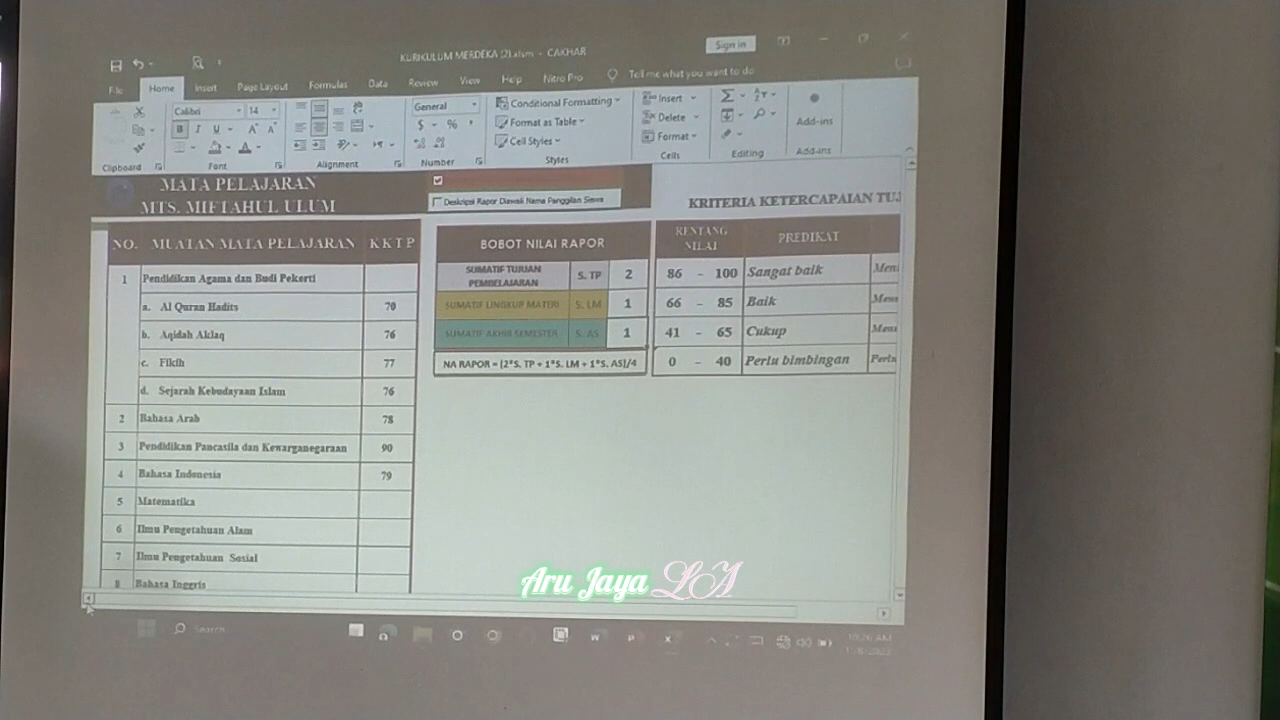 KURIKULUM MERDEKA (2).xlsm - CAKHAR
Sign in
File Home Insert Page Layout Formulas Data Review View Help Nitro Pro Tell me what you want to do
Calibri 14
General
Conditional Formatting
Format as Table
Cell Styles
Insert
Delete
Format
Add-ins
Clipboard Font Alignment Number Styles Cells Editing Add-ins
MATA PELAJARAN
MTS. MIFTAHUL ULUM
Deskripsi Rapor Diawali Nama Panggilan Siswa
KRITERIA KETERCAPAIAN TUJ
NO. MUATAN MATA PELAJARAN KKTP
1 Pendidikan Agama dan Budi Pekerti
a. Al Quran Hadits 70
b. Aqidah Aklaq 76
c. Fikih 77
d. Sejarah Kebudayaan Islam 76
2 Bahasa Arab 78
3 Pendidikan Pancasila dan Kewarganegaraan 90
4 Bahasa Indonesia 79
5 Matematika
6 Ilmu Pengetahuan Alam
7 Ilmu Pengetahuan Sosial
8 Bahasa Inggris
BOBOT NILAI RAPOR
SUMATIF TUJUAN PEMBELAJARAN S. TP 2
SUMATIF LINGKUP MATERI S. LM 1
SUMATIF AKHIR SEMESTER S. AS 1
NA RAPOR = (2*S. TP + 1*S. LM + 1*S. AS)/4
RENTANG NILAI PREDIKAT
86 - 100 Sangat baik
66 - 85 Baik
41 - 65 Cukup
0 - 40 Perlu bimbingan
Aru Jaya LA
Search
10:26 AM